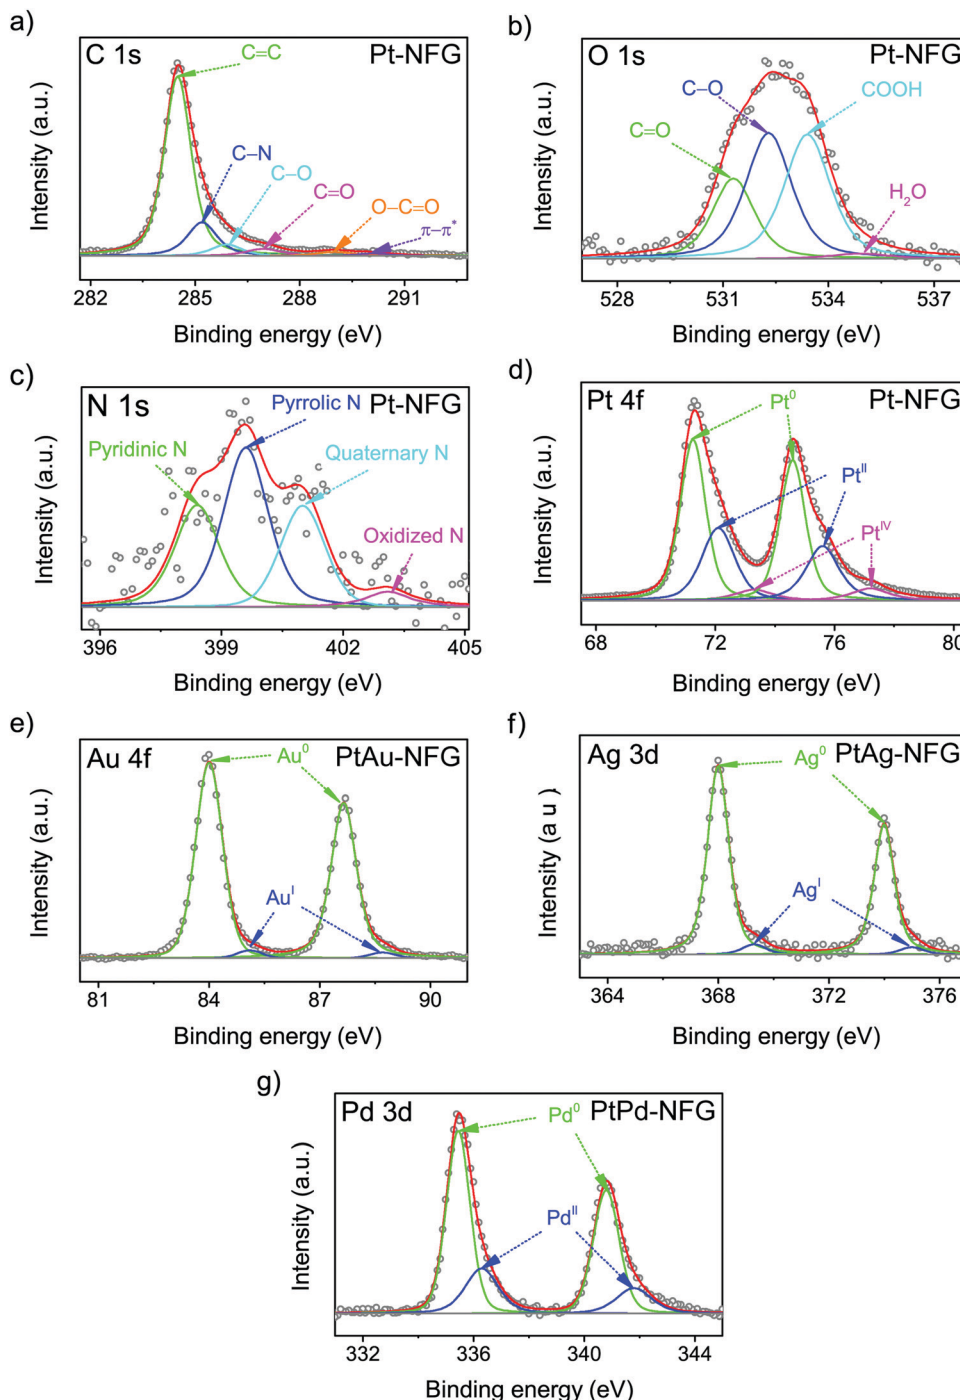 a)
C 1s
Pt-NFG
C=C
C–N
C–O
C=O
O–C=O
π–π*
Intensity (a.u.)
282 285 288 291
Binding energy (eV)
b)
O 1s
Pt-NFG
C–O
COOH
C=O
H₂O
Intensity (a.u.)
528 531 534 537
Binding energy (eV)
c)
N 1s
Pt-NFG
Pyrrolic N
Pyridinic N
Quaternary N
Oxidized N
Intensity (a.u.)
396 399 402 405
Binding energy (eV)
d)
Pt 4f
Pt-NFG
Pt⁰
Ptᴵᴵ
Ptᴵⱽ
Intensity (a.u.)
68 72 76 80
Binding energy (eV)
e)
Au 4f
PtAu-NFG
Au⁰
Auᴵ
Intensity (a.u.)
81 84 87 90
Binding energy (eV)
f)
Ag 3d
PtAg-NFG
Ag⁰
Agᴵ
Intensity (a u.)
364 368 372 376
Binding energy (eV)
g)
Pd 3d
PtPd-NFG
Pd⁰
Pdᴵᴵ
Intensity (a.u.)
332 336 340 344
Binding energy (eV)